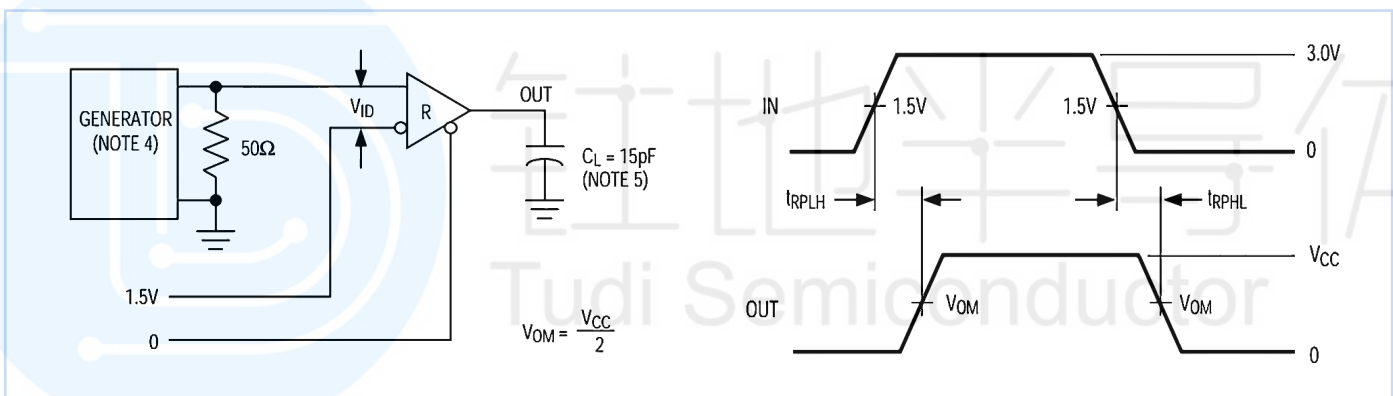 GENERATOR
(NOTE 4)
50Ω
VID
R
OUT
CL = 15pF
(NOTE 5)
1.5V
0
VOM = VCC
2
IN
1.5V
1.5V
3.0V
0
tRPLH
tRPHL
OUT
VOM
VOM
VCC
0
钍地半导体
Tudi Semiconductor